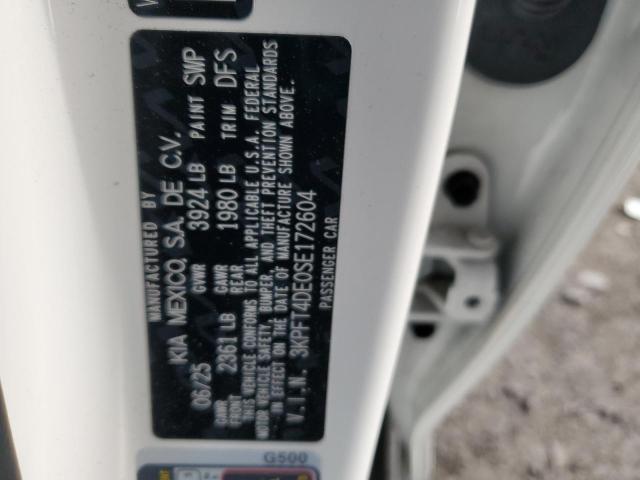 MANUFACTURED BY
KIA MEXICO, S.A. DE C.V.
06/25 GVWR 3924 LB PAINT SWP
GAWR FRONT 2361 LB GAWR REAR 1980 LB TRIM DFS
THIS VEHICLE CONFORMS TO ALL APPLICABLE U.S.A. FEDERAL
MOTOR VEHICLE SAFETY, BUMPER, AND THEFT PREVENTION STANDARDS
IN EFFECT ON THE DATE OF MANUFACTURE SHOWN ABOVE.
V.I.N. 3KPFT4DE0SE172604
PASSENGER CAR
G500